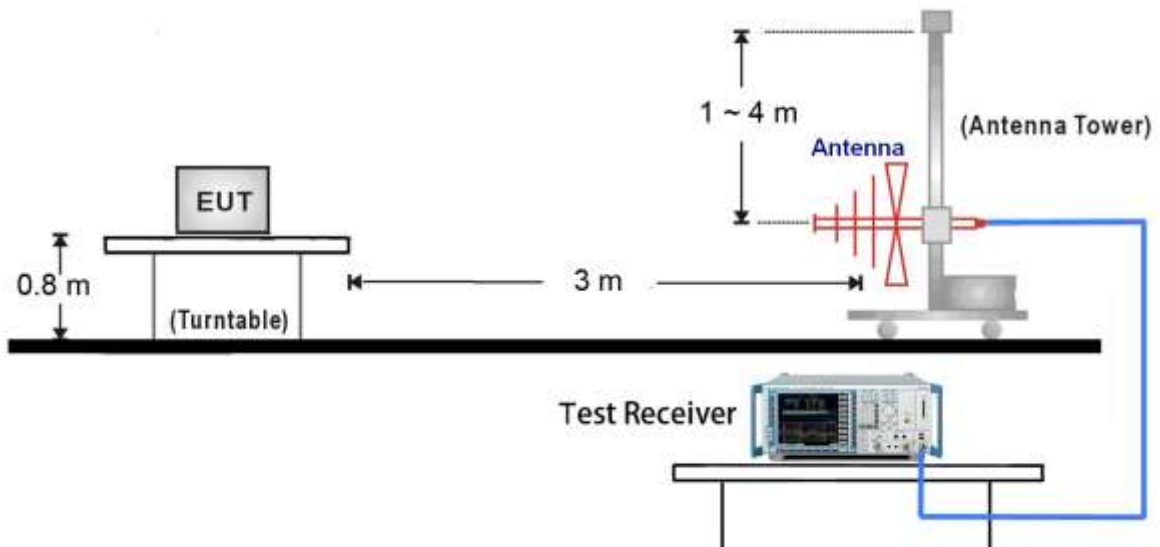 1 ~ 4 m
(Antenna Tower)
Antenna
EUT
0.8 m
3 m
(Turntable)
Test Receiver